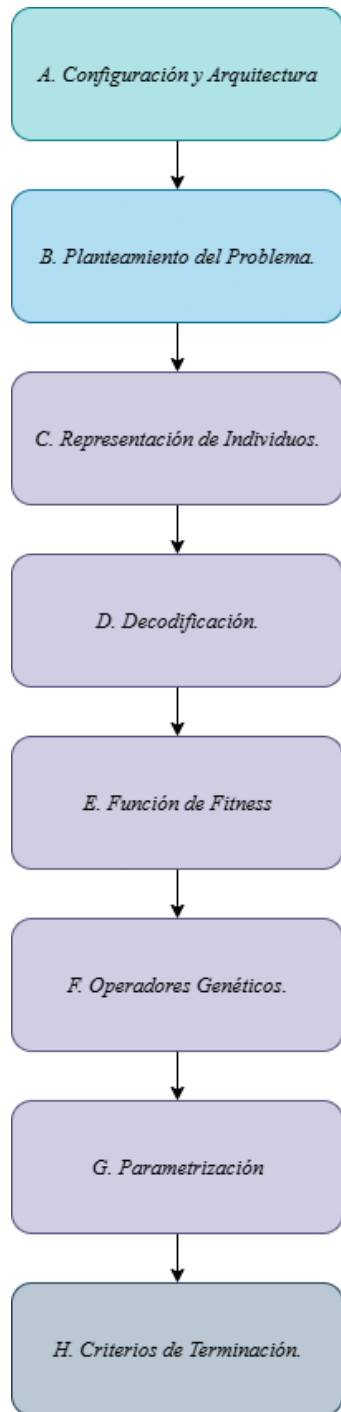 A. Configuración y Arquitectura
B. Planteamiento del Problema.
C. Representación de Individuos.
D. Decodificación.
E. Función de Fitness
F. Operadores Genéticos.
G. Parametrización
H. Criterios de Terminación.